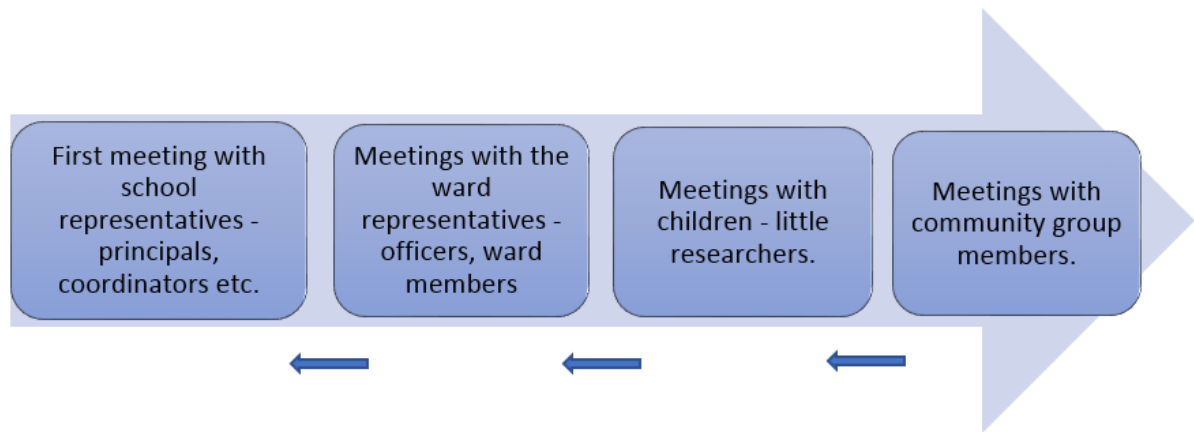 First meeting with
school
representatives -
principals,
coordinators etc.
Meetings with the
ward
representatives -
officers, ward
members
Meetings with
children - little
researchers.
Meetings with
community group
members.